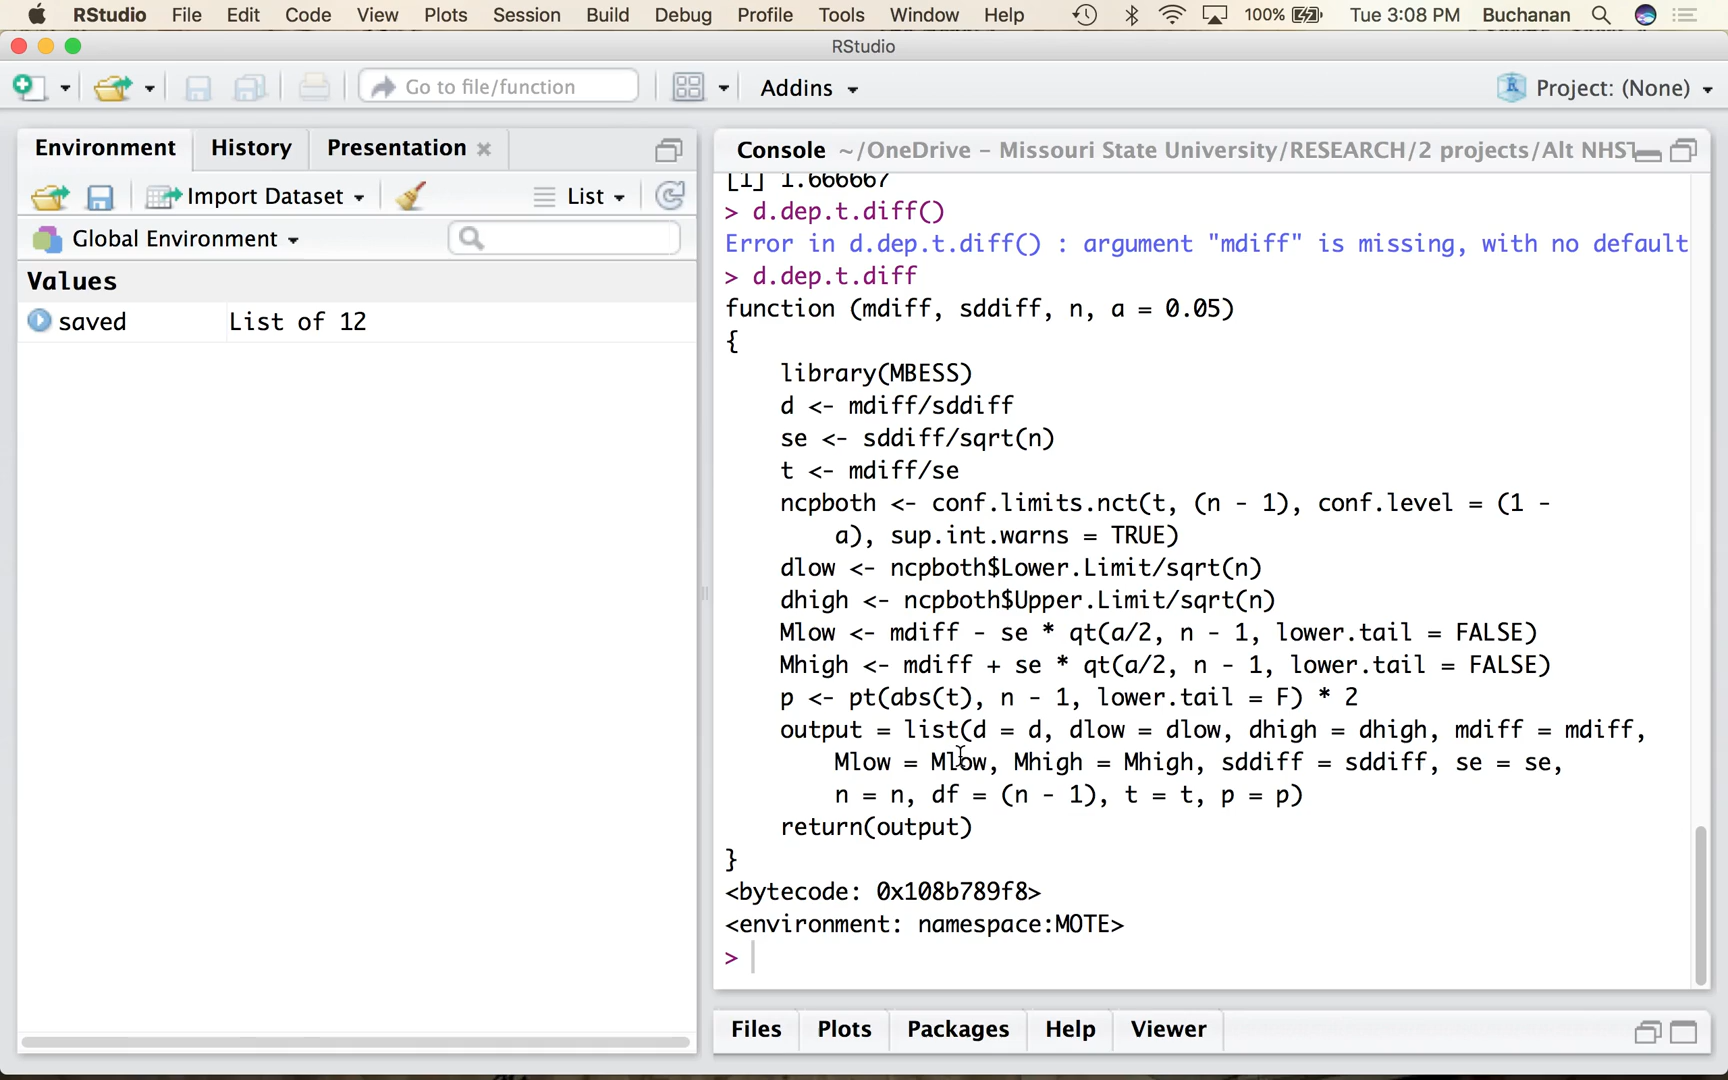 RStudio File Edit Code View Plots Session Build Debug Profile Tools Window Help 100% Tue 3:08 PM Buchanan
RStudio
Go to file/function Addins Project: (None)
Environment History Presentation
Import Dataset List
Global Environment
Values
saved List of 12
Console ~/OneDrive - Missouri State University/RESEARCH/2 projects/Alt NHST
[1] 1.666667
> d.dep.t.diff()
Error in d.dep.t.diff() : argument "mdiff" is missing, with no default
> d.dep.t.diff
function (mdiff, sddiff, n, a = 0.05)
{
    library(MBESS)
    d <- mdiff/sddiff
    se <- sddiff/sqrt(n)
    t <- mdiff/se
    ncpboth <- conf.limits.nct(t, (n - 1), conf.level = (1 -
        a), sup.int.warns = TRUE)
    dlow <- ncpboth$Lower.Limit/sqrt(n)
    dhigh <- ncpboth$Upper.Limit/sqrt(n)
    Mlow <- mdiff - se * qt(a/2, n - 1, lower.tail = FALSE)
    Mhigh <- mdiff + se * qt(a/2, n - 1, lower.tail = FALSE)
    p <- pt(abs(t), n - 1, lower.tail = F) * 2
    output = list(d = d, dlow = dlow, dhigh = dhigh, mdiff = mdiff,
        Mlow = Mlow, Mhigh = Mhigh, sddiff = sddiff, se = se,
        n = n, df = (n - 1), t = t, p = p)
    return(output)
}
<bytecode: 0x108b789f8>
<environment: namespace:MOTE>
>
Files Plots Packages Help Viewer